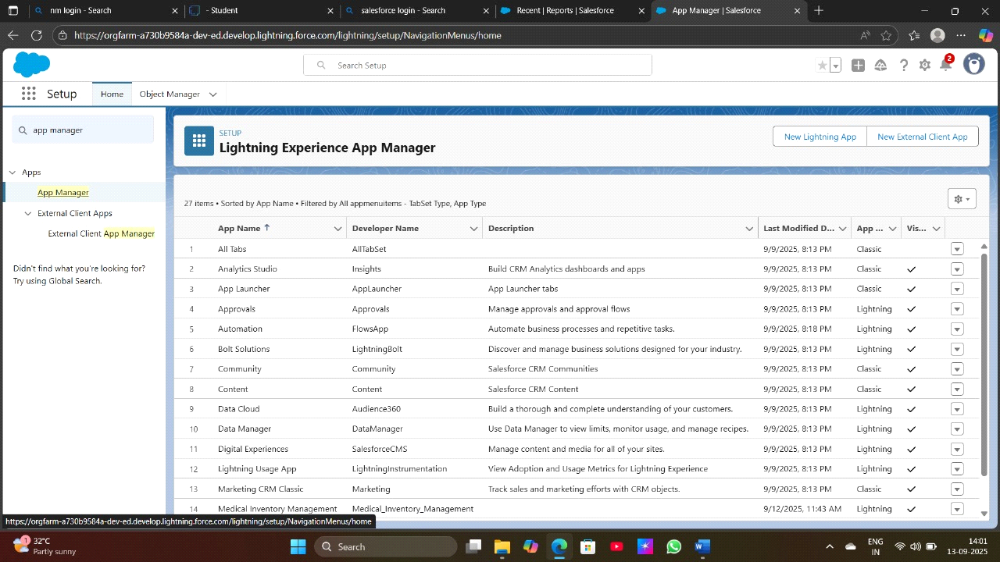 nm login - Search
- Student
salesforce login - Search
Recent | Reports | Salesforce
App Manager | Salesforce
https://orgfarm-a730b9584a-dev-ed.develop.lightning.force.com/lightning/setup/NavigationMenus/home
Search Setup
2
Setup
Home
Object Manager
app manager
Apps
App Manager
External Client Apps
External Client App Manager
Didn't find what you're looking for?
Try using Global Search.
SETUP
Lightning Experience App Manager
New Lightning App
New External Client App
27 items • Sorted by App Name • Filtered by All appmenuitems - TabSet Type, App Type
App Name Developer Name Description Last Modified D... App ... Vis...
1 All Tabs AllTabSet 9/9/2025, 8:13 PM Classic
2 Analytics Studio Insights Build CRM Analytics dashboards and apps 9/9/2025, 8:13 PM Classic
3 App Launcher AppLauncher App Launcher tabs 9/9/2025, 8:13 PM Classic
4 Approvals Approvals Manage approvals and approval flows 9/9/2025, 8:13 PM Lightning
5 Automation FlowsApp Automate business processes and repetitive tasks. 9/9/2025, 8:18 PM Lightning
6 Bolt Solutions LightningBolt Discover and manage business solutions designed for your industry. 9/9/2025, 8:13 PM Lightning
7 Community Community Salesforce CRM Communities 9/9/2025, 8:13 PM Classic
8 Content Content Salesforce CRM Content 9/9/2025, 8:13 PM Classic
9 Data Cloud Audience360 Build a thorough and complete understanding of your customers. 9/9/2025, 8:13 PM Lightning
10 Data Manager DataManager Use Data Manager to view limits, monitor usage, and manage recipes. 9/9/2025, 8:13 PM Lightning
11 Digital Experiences SalesforceCMS Manage content and media for all of your sites. 9/9/2025, 8:13 PM Lightning
12 Lightning Usage App LightningInstrumentation View Adoption and Usage Metrics for Lightning Experience 9/9/2025, 8:13 PM Lightning
13 Marketing CRM Classic Marketing Track sales and marketing efforts with CRM objects. 9/9/2025, 8:13 PM Classic
14 Medical Inventory Management Medical_Inventory_Management 9/12/2025, 11:43 AM Lightning
https://orgfarm-a730b9584a-dev-ed.develop.lightning.force.com/lightning/setup/NavigationMenus/home
1
32°C
Partly sunny
Search
ENG
IN
14:01
13-09-2025